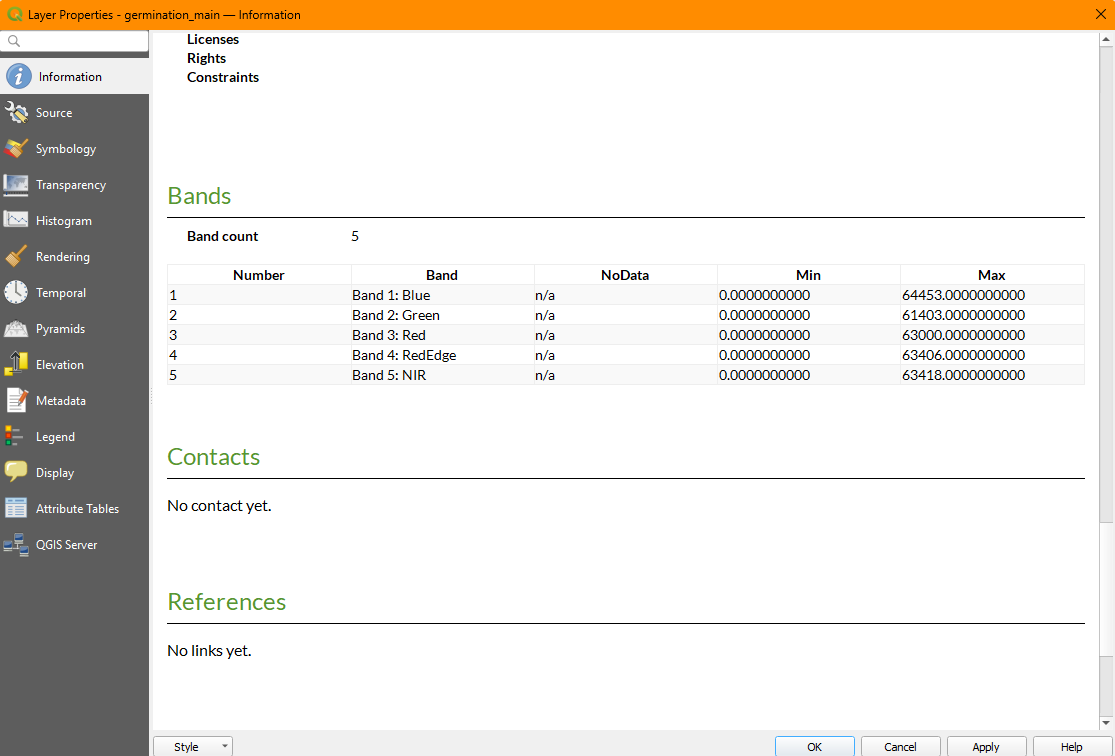 Layer Properties - germination_main — Information
Information
Source
Symbology
Transparency
Histogram
Rendering
Temporal
Pyramids
Elevation
Metadata
Legend
Display
Attribute Tables
QGIS Server
Licenses
Rights
Constraints
Bands
Band count 5
Number Band NoData Min Max
1 Band 1: Blue n/a 0.0000000000 64453.0000000000
2 Band 2: Green n/a 0.0000000000 61403.0000000000
3 Band 3: Red n/a 0.0000000000 63000.0000000000
4 Band 4: RedEdge n/a 0.0000000000 63406.0000000000
5 Band 5: NIR n/a 0.0000000000 63418.0000000000
Contacts
No contact yet.
References
No links yet.
Style OK Cancel Apply Help